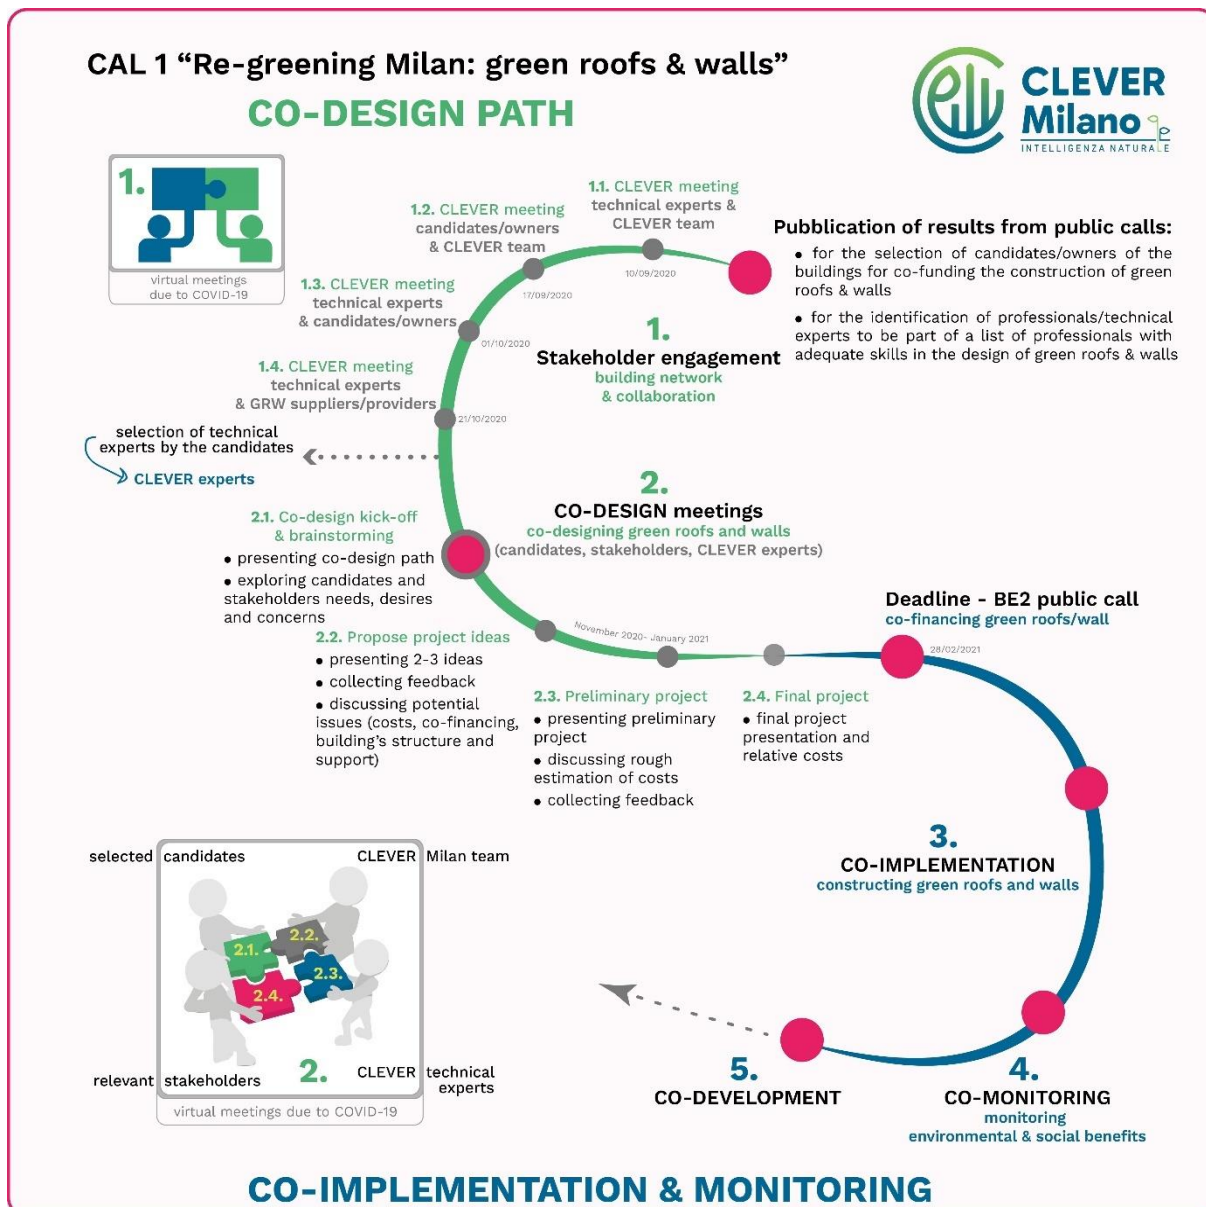 CAL 1 “Re-greening Milan: green roofs & walls”
CO-DESIGN PATH
CLEVER
Milano
INTELLIGENZA NATURALE
1.
virtual meetings
due to COVID-19
1.1. CLEVER meeting
technical experts &
CLEVER team
10/09/2020
1.2. CLEVER meeting
candidates/owners
& CLEVER team
17/09/2020
1.3. CLEVER meeting
technical experts
& candidates/owners
01/10/2020
1.4. CLEVER meeting
technical experts
& GRW suppliers/providers
21/10/2020
Pubblication of results from public calls:
• for the selection of candidates/owners of the
buildings for co-funding the construction of green
roofs & walls
• for the identification of professionals/technical
experts to be part of a list of professionals with
adequate skills in the design of green roofs & walls
1.
Stakeholder engagement
building network
& collaboration
selection of technical
experts by the candidates
CLEVER experts
2.
CO-DESIGN meetings
co-designing green roofs and walls
(candidates, stakeholders, CLEVER experts)
2.1. Co-design kick-off
& brainstorming
• presenting co-design path
• exploring candidates and
stakeholders needs, desires
and concerns
2.2. Propose project ideas
• presenting 2-3 ideas
• collecting feedback
• discussing potential
issues (costs, co-financing,
building’s structure and
support)
November 2020- January 2021
2.3. Preliminary project
• presenting preliminary
project
• discussing rough
estimation of costs
• collecting feedback
2.4. Final project
• final project
presentation and
relative costs
Deadline - BE2 public call
co-financing green roofs/wall
28/02/2021
3.
CO-IMPLEMENTATION
constructing green roofs and walls
selected candidates
CLEVER Milan team
2.1.
2.2.
2.3.
2.4.
relevant stakeholders
2.
CLEVER technical
experts
virtual meetings due to COVID-19
5.
CO-DEVELOPMENT
4.
CO-MONITORING
monitoring
environmental & social benefits
CO-IMPLEMENTATION & MONITORING